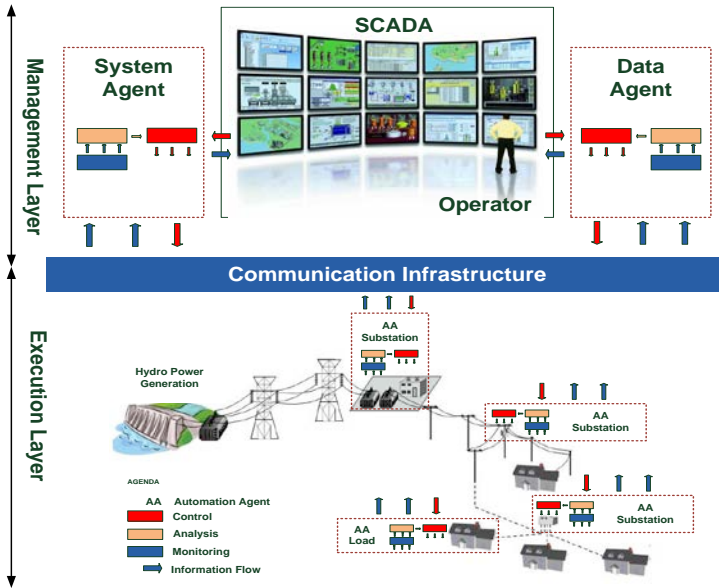 SCADA
System
Agent
Data
Agent
Operator
Management Layer
Communication Infrastructure
Execution Layer
AA
Substation
Hydro Power
Generation
AA
Substation
AGENDA
AA Automation Agent
Control
Analysis
Monitoring
Information Flow
AA
Load
AA
Substation